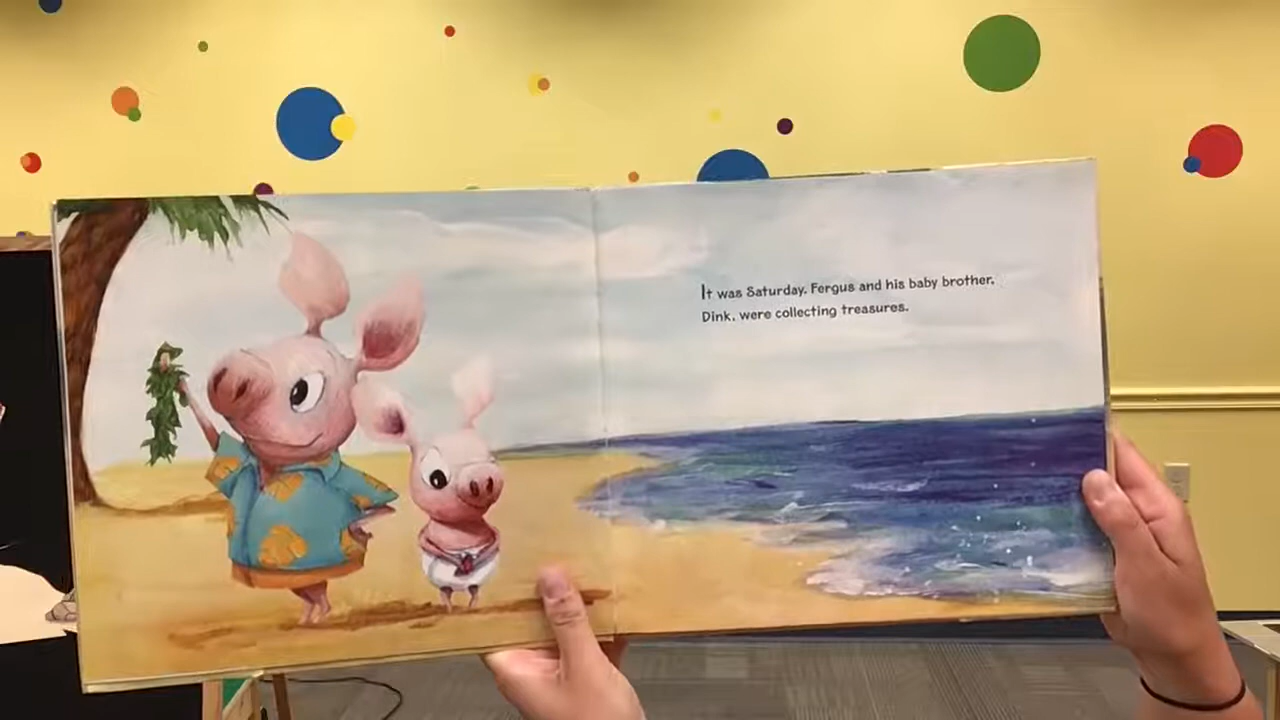 It was Saturday. Fergus and his baby brother,
Dink, were collecting treasures.